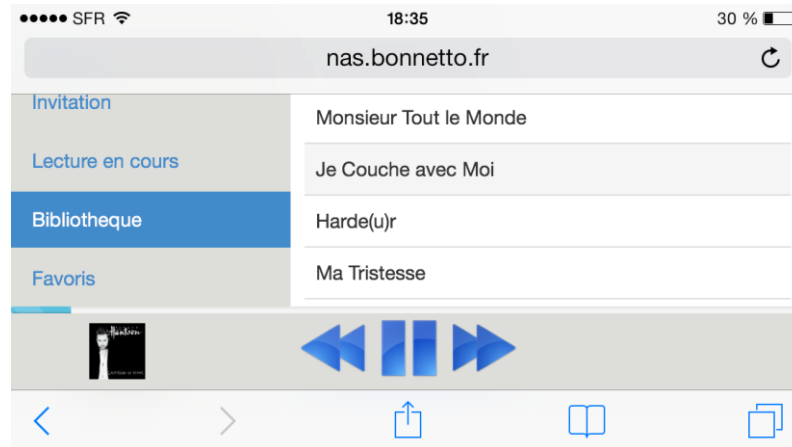 SFR 18:35 30 %
nas.bonnetto.fr
Invitation
Lecture en cours
Bibliotheque
Favoris
Monsieur Tout le Monde
Je Couche avec Moi
Harde(u)r
Ma Tristesse